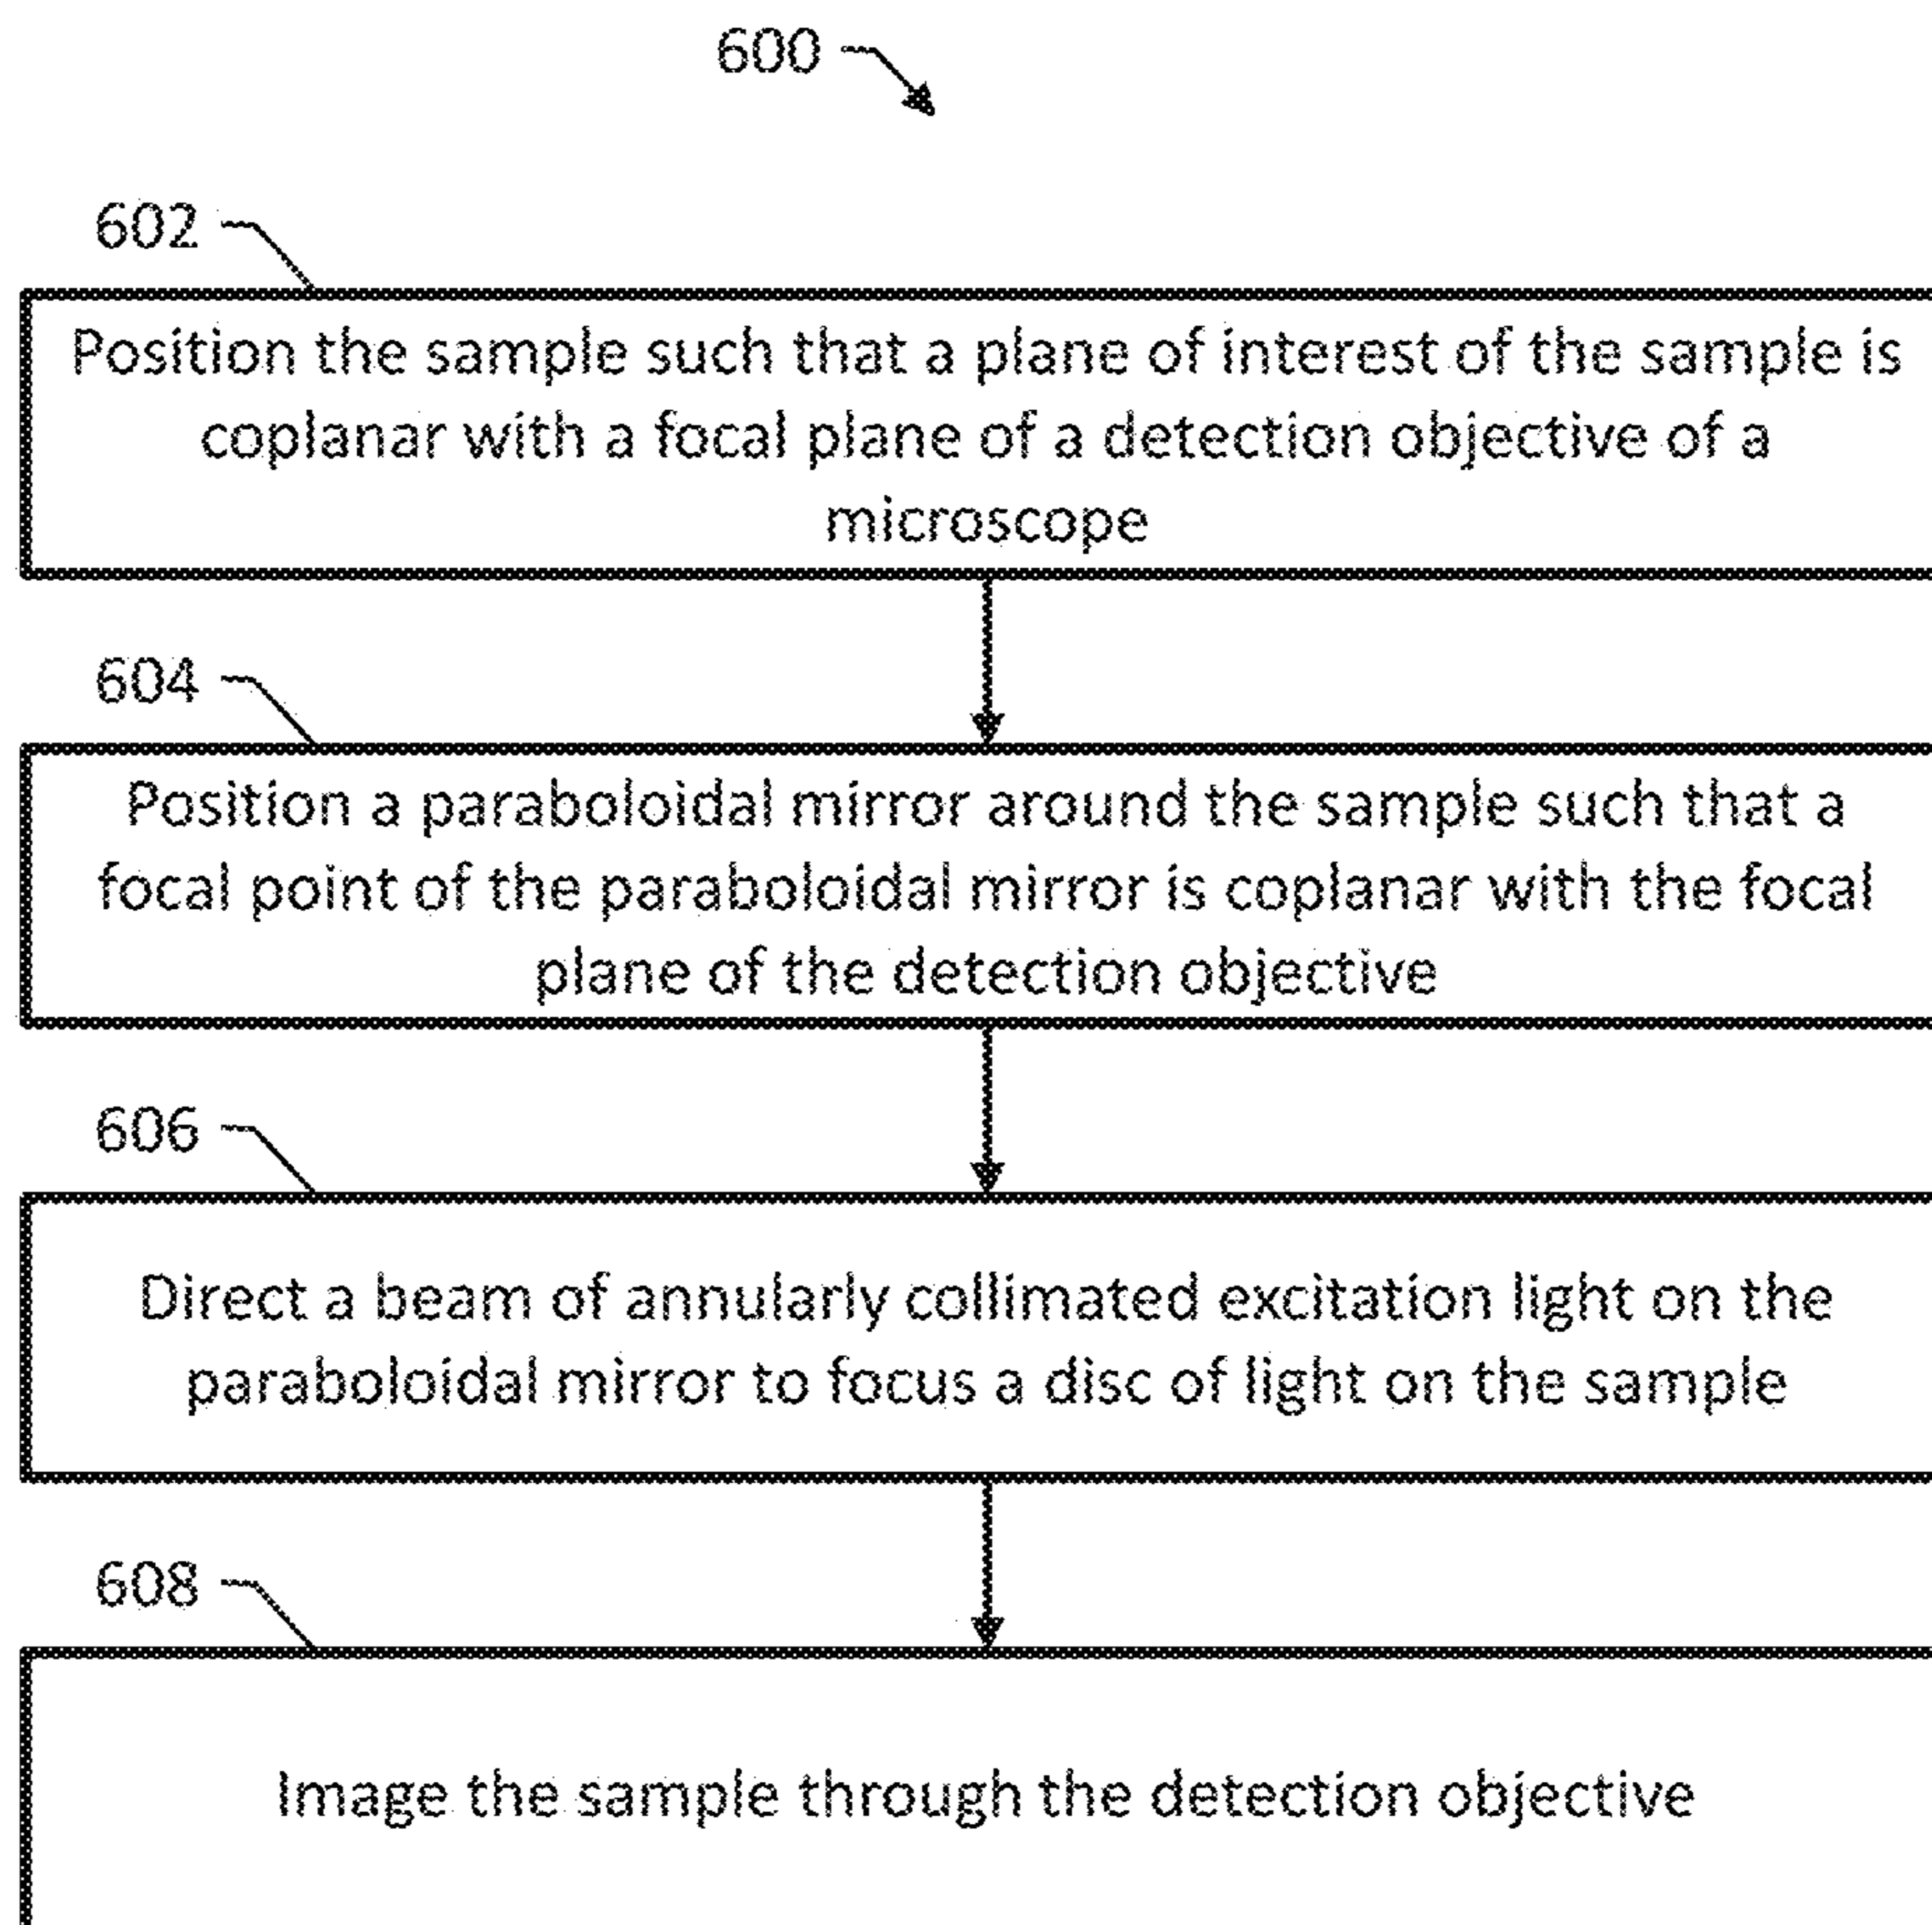 600
602
Position the sample such that a plane of interest of the sample is
coplanar with a focal plane of a detection objective of a
microscope
604
Position a paraboloidal mirror around the sample such that a
focal point of the paraboloidal mirror is coplanar with the focal
plane of the detection objective
606
Direct a beam of annularly collimated excitation light on the
paraboloidal mirror to focus a disc of light on the sample
608
Image the sample through the detection objective